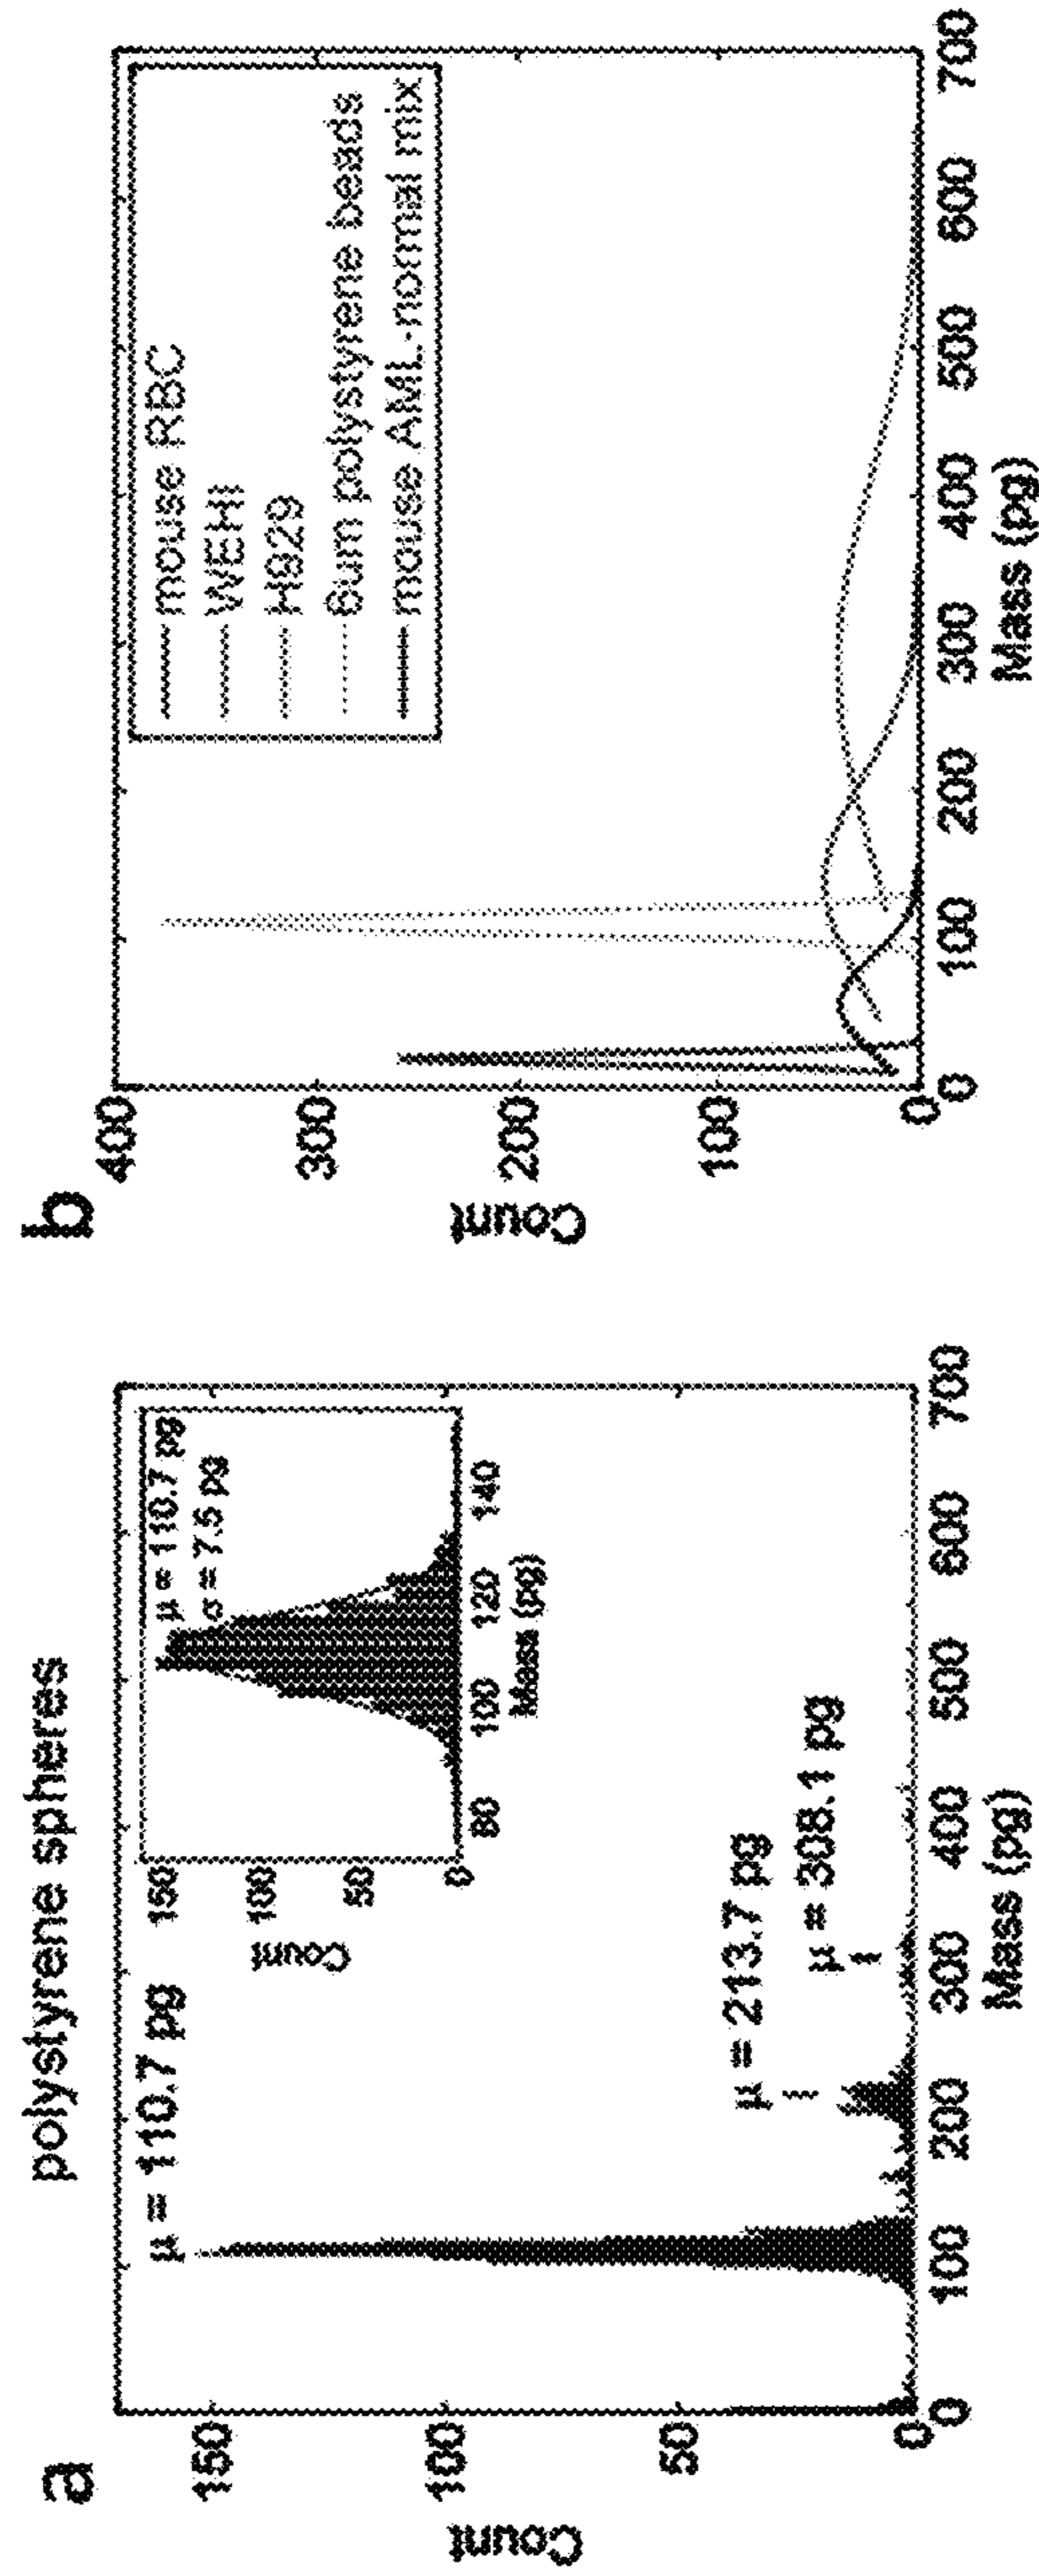 a
polystyrene spheres
μ = 110.7 pg
μ = 213.7 pg
μ = 308.1 pg
150
100
50
0
Count
0 100 200 300 400 500 600 700
Mass (pg)
μ = 110.7 pg
σ = 7.5 pg
150
100
50
0
Count
80 100 120 140
Mass (pg)
b
400
300
200
100
0
Count
0 100 200 300 400 500 600 700
Mass (pg)
mouse RBC
WEHI
H929
6um polystyrene beads
mouse AML-normal mix